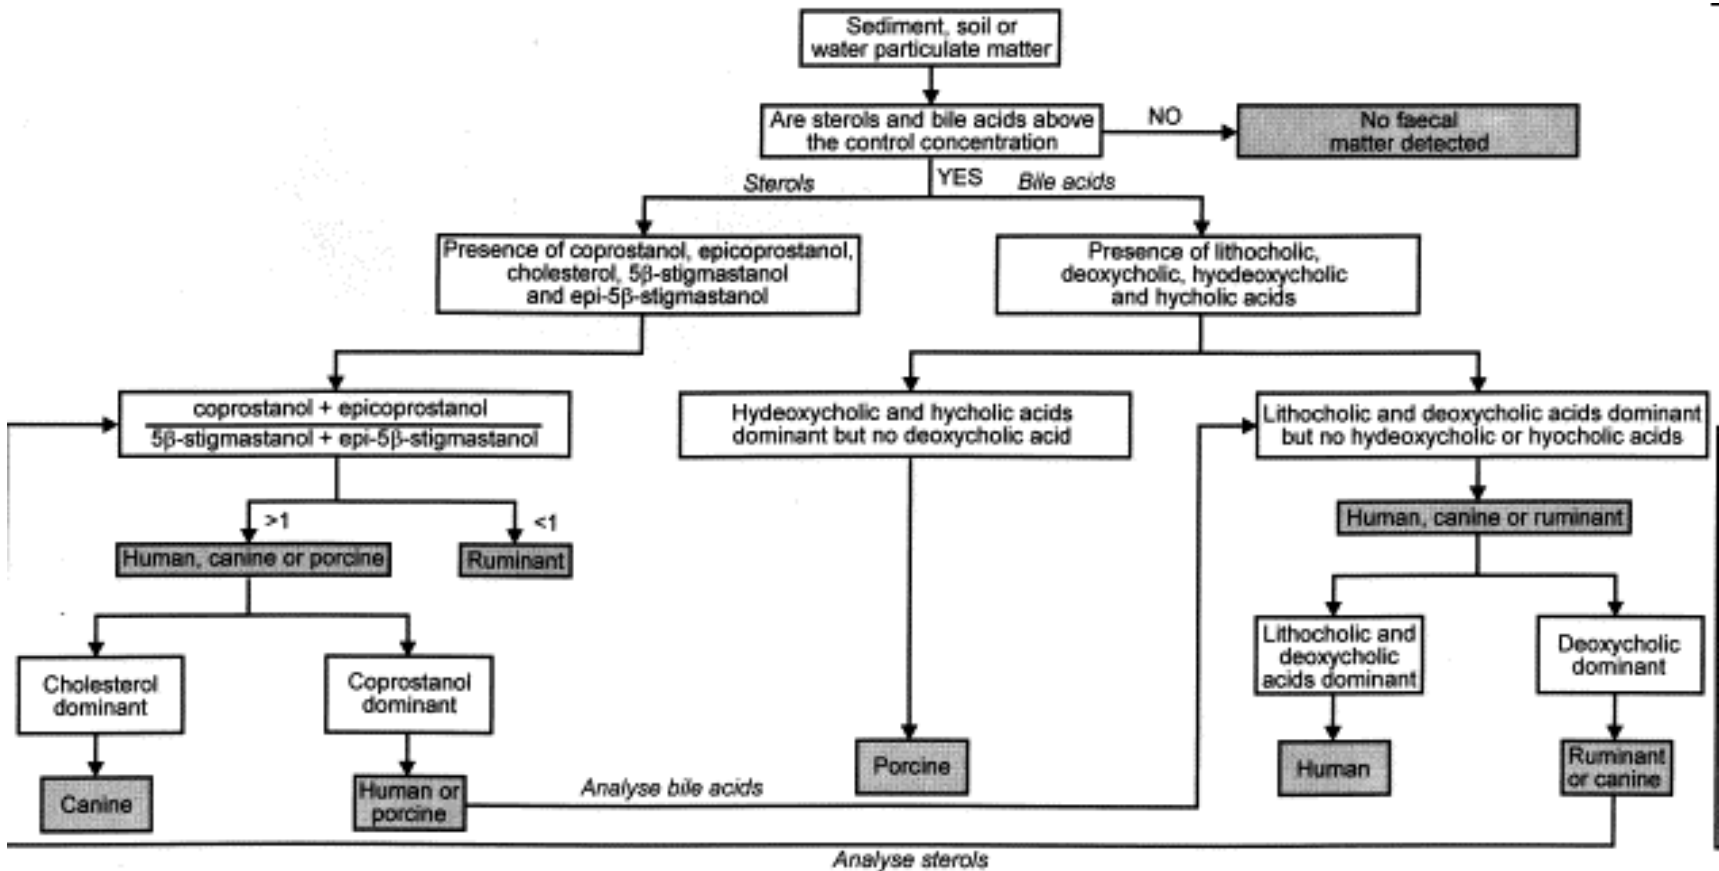 Sediment, soil or
water particulate matter
Are sterols and bile acids above
the control concentration
NO
No faecal
matter detected
YES
Sterols
Bile acids
Presence of coprostanol, epicoprostanol,
cholesterol, 5β-stigmastanol
and epi-5β-stigmastanol
Presence of lithocholic,
deoxycholic, hyodeoxycholic
and hycholic acids
coprostanol + epicoprostanol
5β-stigmastanol + epi-5β-stigmastanol
Hydeoxycholic and hycholic acids
dominant but no deoxycholic acid
Lithocholic and deoxycholic acids dominant
but no hydeoxycholic or hyocholic acids
>1
<1
Human, canine or porcine
Ruminant
Human, canine or ruminant
Cholesterol
dominant
Coprostanol
dominant
Lithocholic and
deoxycholic
acids dominant
Deoxycholic
dominant
Canine
Human or
porcine
Porcine
Human
Ruminant
or canine
Analyse bile acids
Analyse sterols